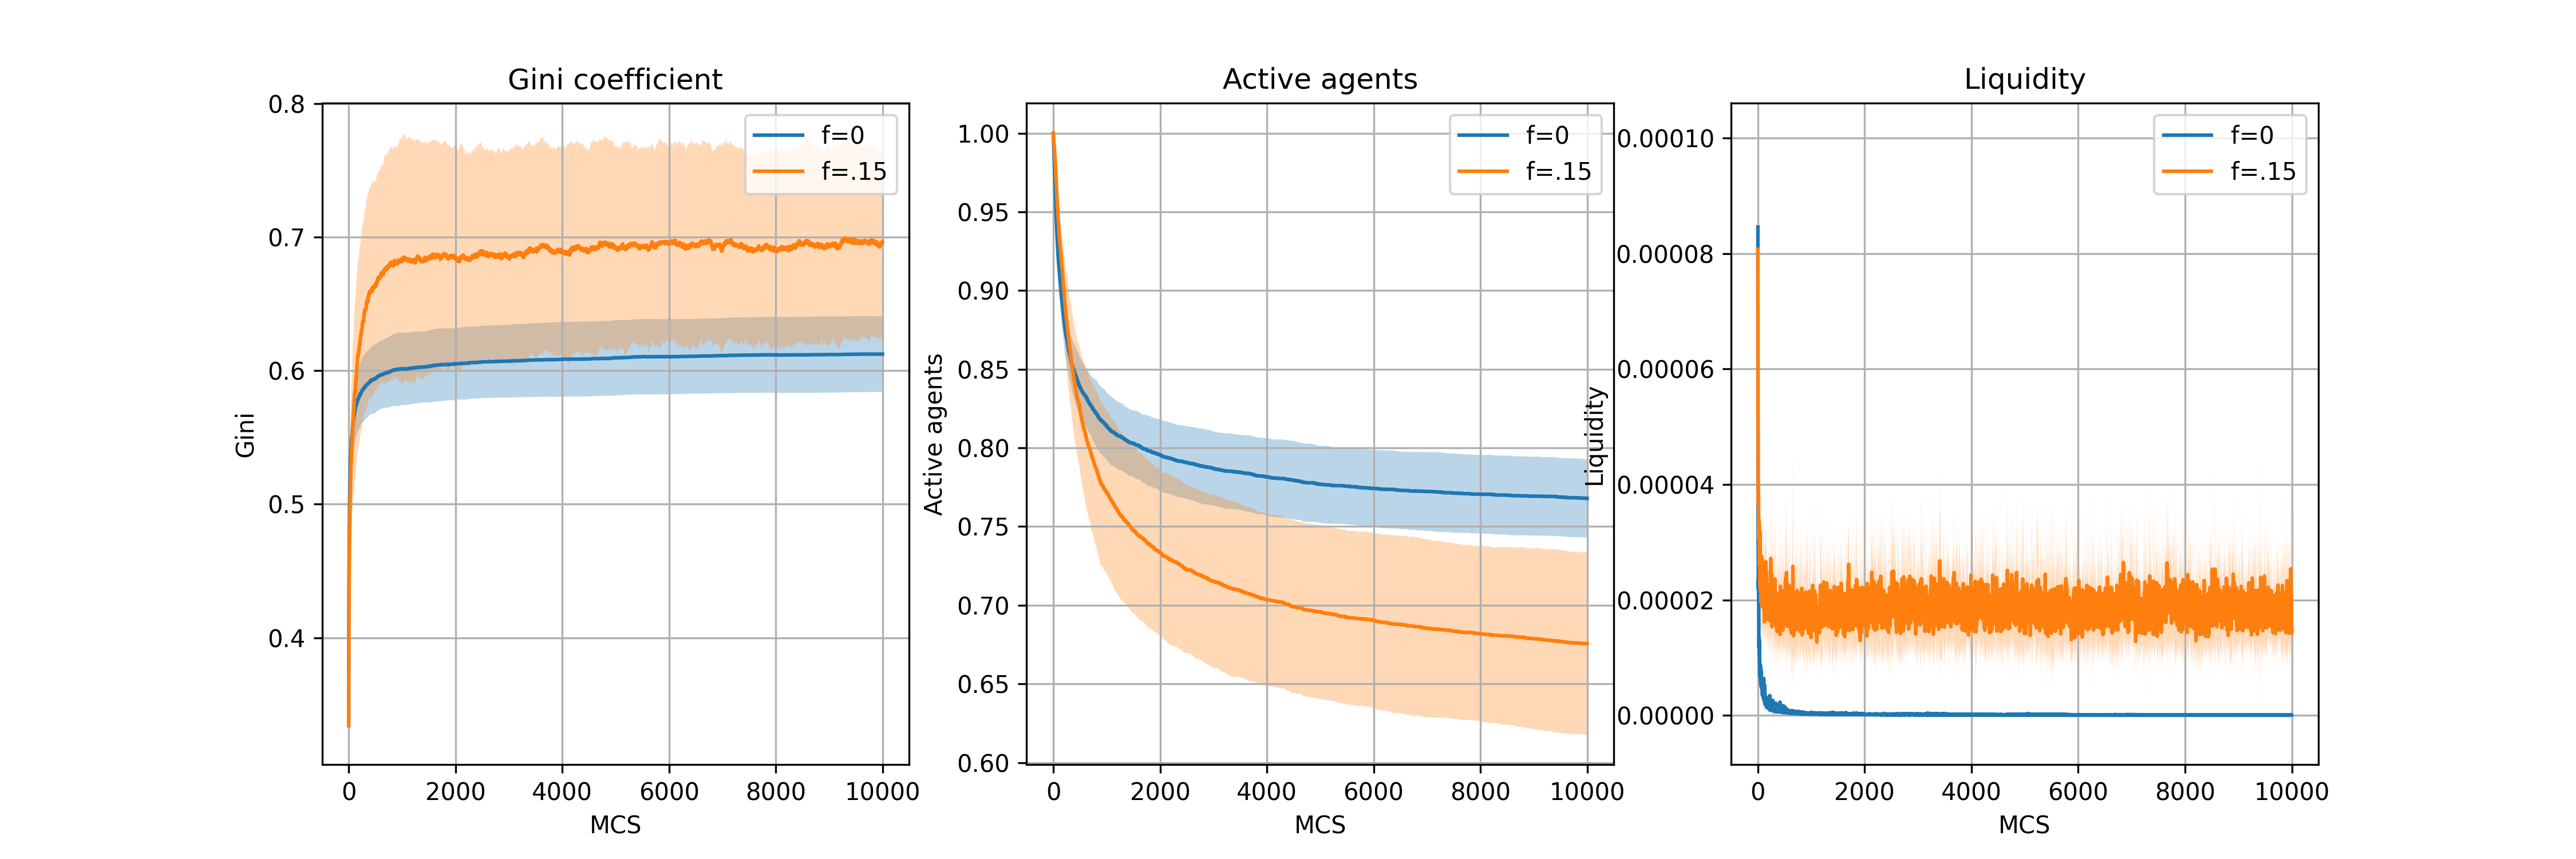 Gini coefficient
0.8
0.7
0.6
0.5
0.4
Gini
f=0
f=.15
0 2000 4000 6000 8000 10000
MCS
Active agents
1.00
0.95
0.90
0.85
0.80
0.75
0.70
0.65
0.60
Active agents
f=0
f=.15
0 2000 4000 6000 8000 10000
MCS
Liquidity
0.00010
0.00008
0.00006
0.00004
0.00002
0.00000
Liquidity
f=0
f=.15
0 2000 4000 6000 8000 10000
MCS